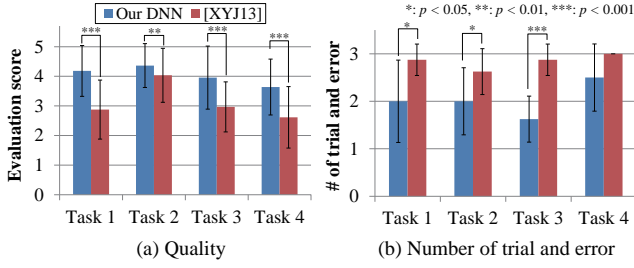 Our DNN [XYJ13]
*: p < 0.05, **: p < 0.01, ***: p < 0.001
Evaluation score
5
4
3
2
1
0
*** ** *** ***
Task 1 Task 2 Task 3 Task 4
(a) Quality
# of trial and error
3
2
1
0
* * ***
Task 1 Task 2 Task 3 Task 4
(b) Number of trial and error